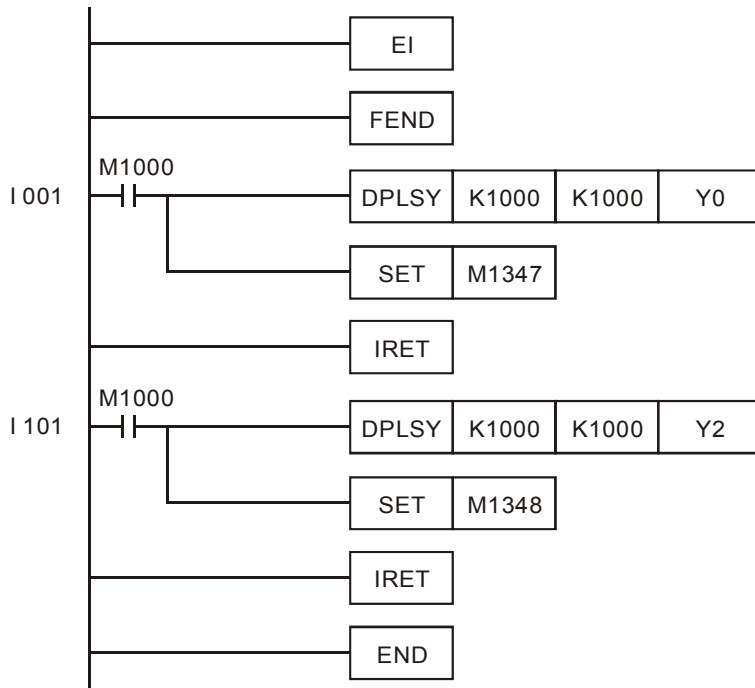 EI
FEND
M1000
I 001 DPLSY K1000 K1000 Y0
SET M1347
IRET
M1000
I 101 DPLSY K1000 K1000 Y2
SET M1348
IRET
END